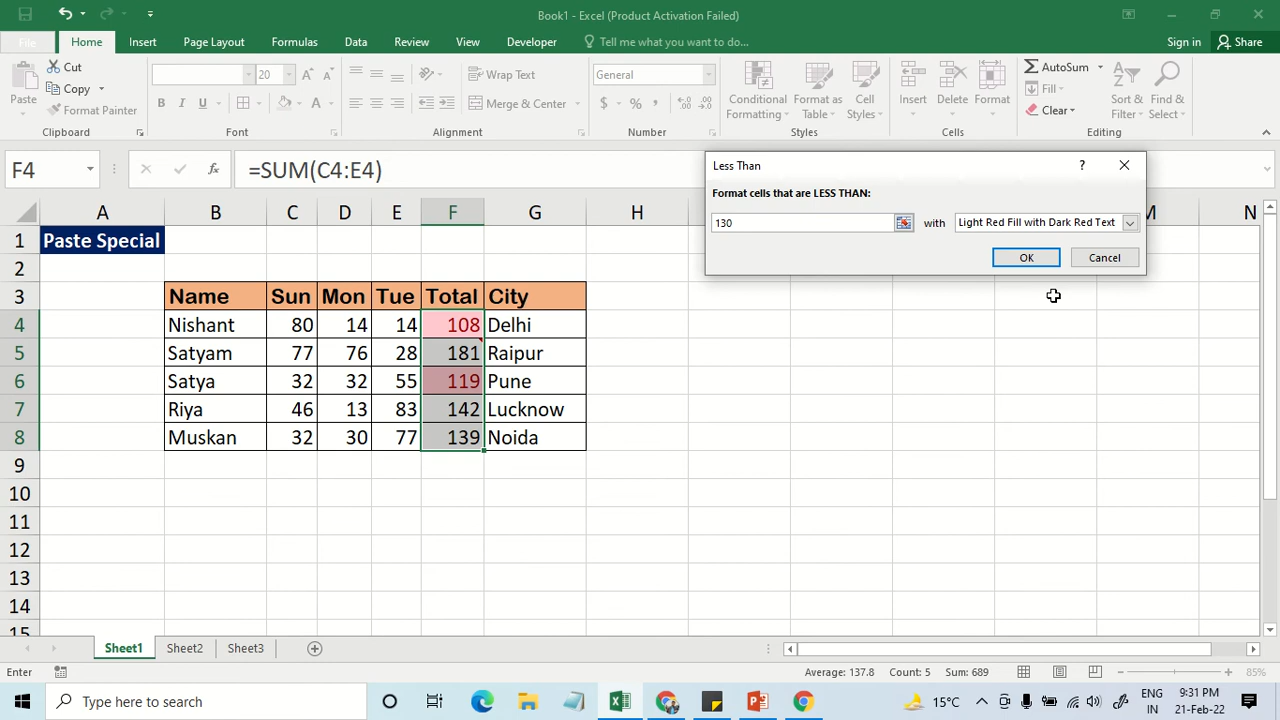 Book1 - Excel (Product Activation Failed)
File Home Insert Page Layout Formulas Data Review View Developer Tell me what you want to do... Sign in Share
Paste Cut Copy Format Painter Clipboard
20 A A B I U A Font
Wrap Text Merge & Center Alignment
General $ % , .00 Number
Conditional Formatting Format as Table Cell Styles Styles
Insert Delete Format Cells
AutoSum Fill Clear Sort & Filter Find & Select Editing
F4 fx =SUM(C4:E4)
Less Than ?
Format cells that are LESS THAN:
130 with Light Red Fill with Dark Red Text
OK Cancel
A B C D E F G H M N
1 Paste Special
2
3 Name Sun Mon Tue Total City
4 Nishant 80 14 14 108 Delhi
5 Satyam 77 76 28 181 Raipur
6 Satya 32 32 55 119 Pune
7 Riya 46 13 83 142 Lucknow
8 Muskan 32 30 77 139 Noida
9
10
11
12
13
14
15
Sheet1 Sheet2 Sheet3
Enter Average: 137.8 Count: 5 Sum: 689 85%
Type here to search 15°C ENG IN 9:31 PM 21-Feb-22